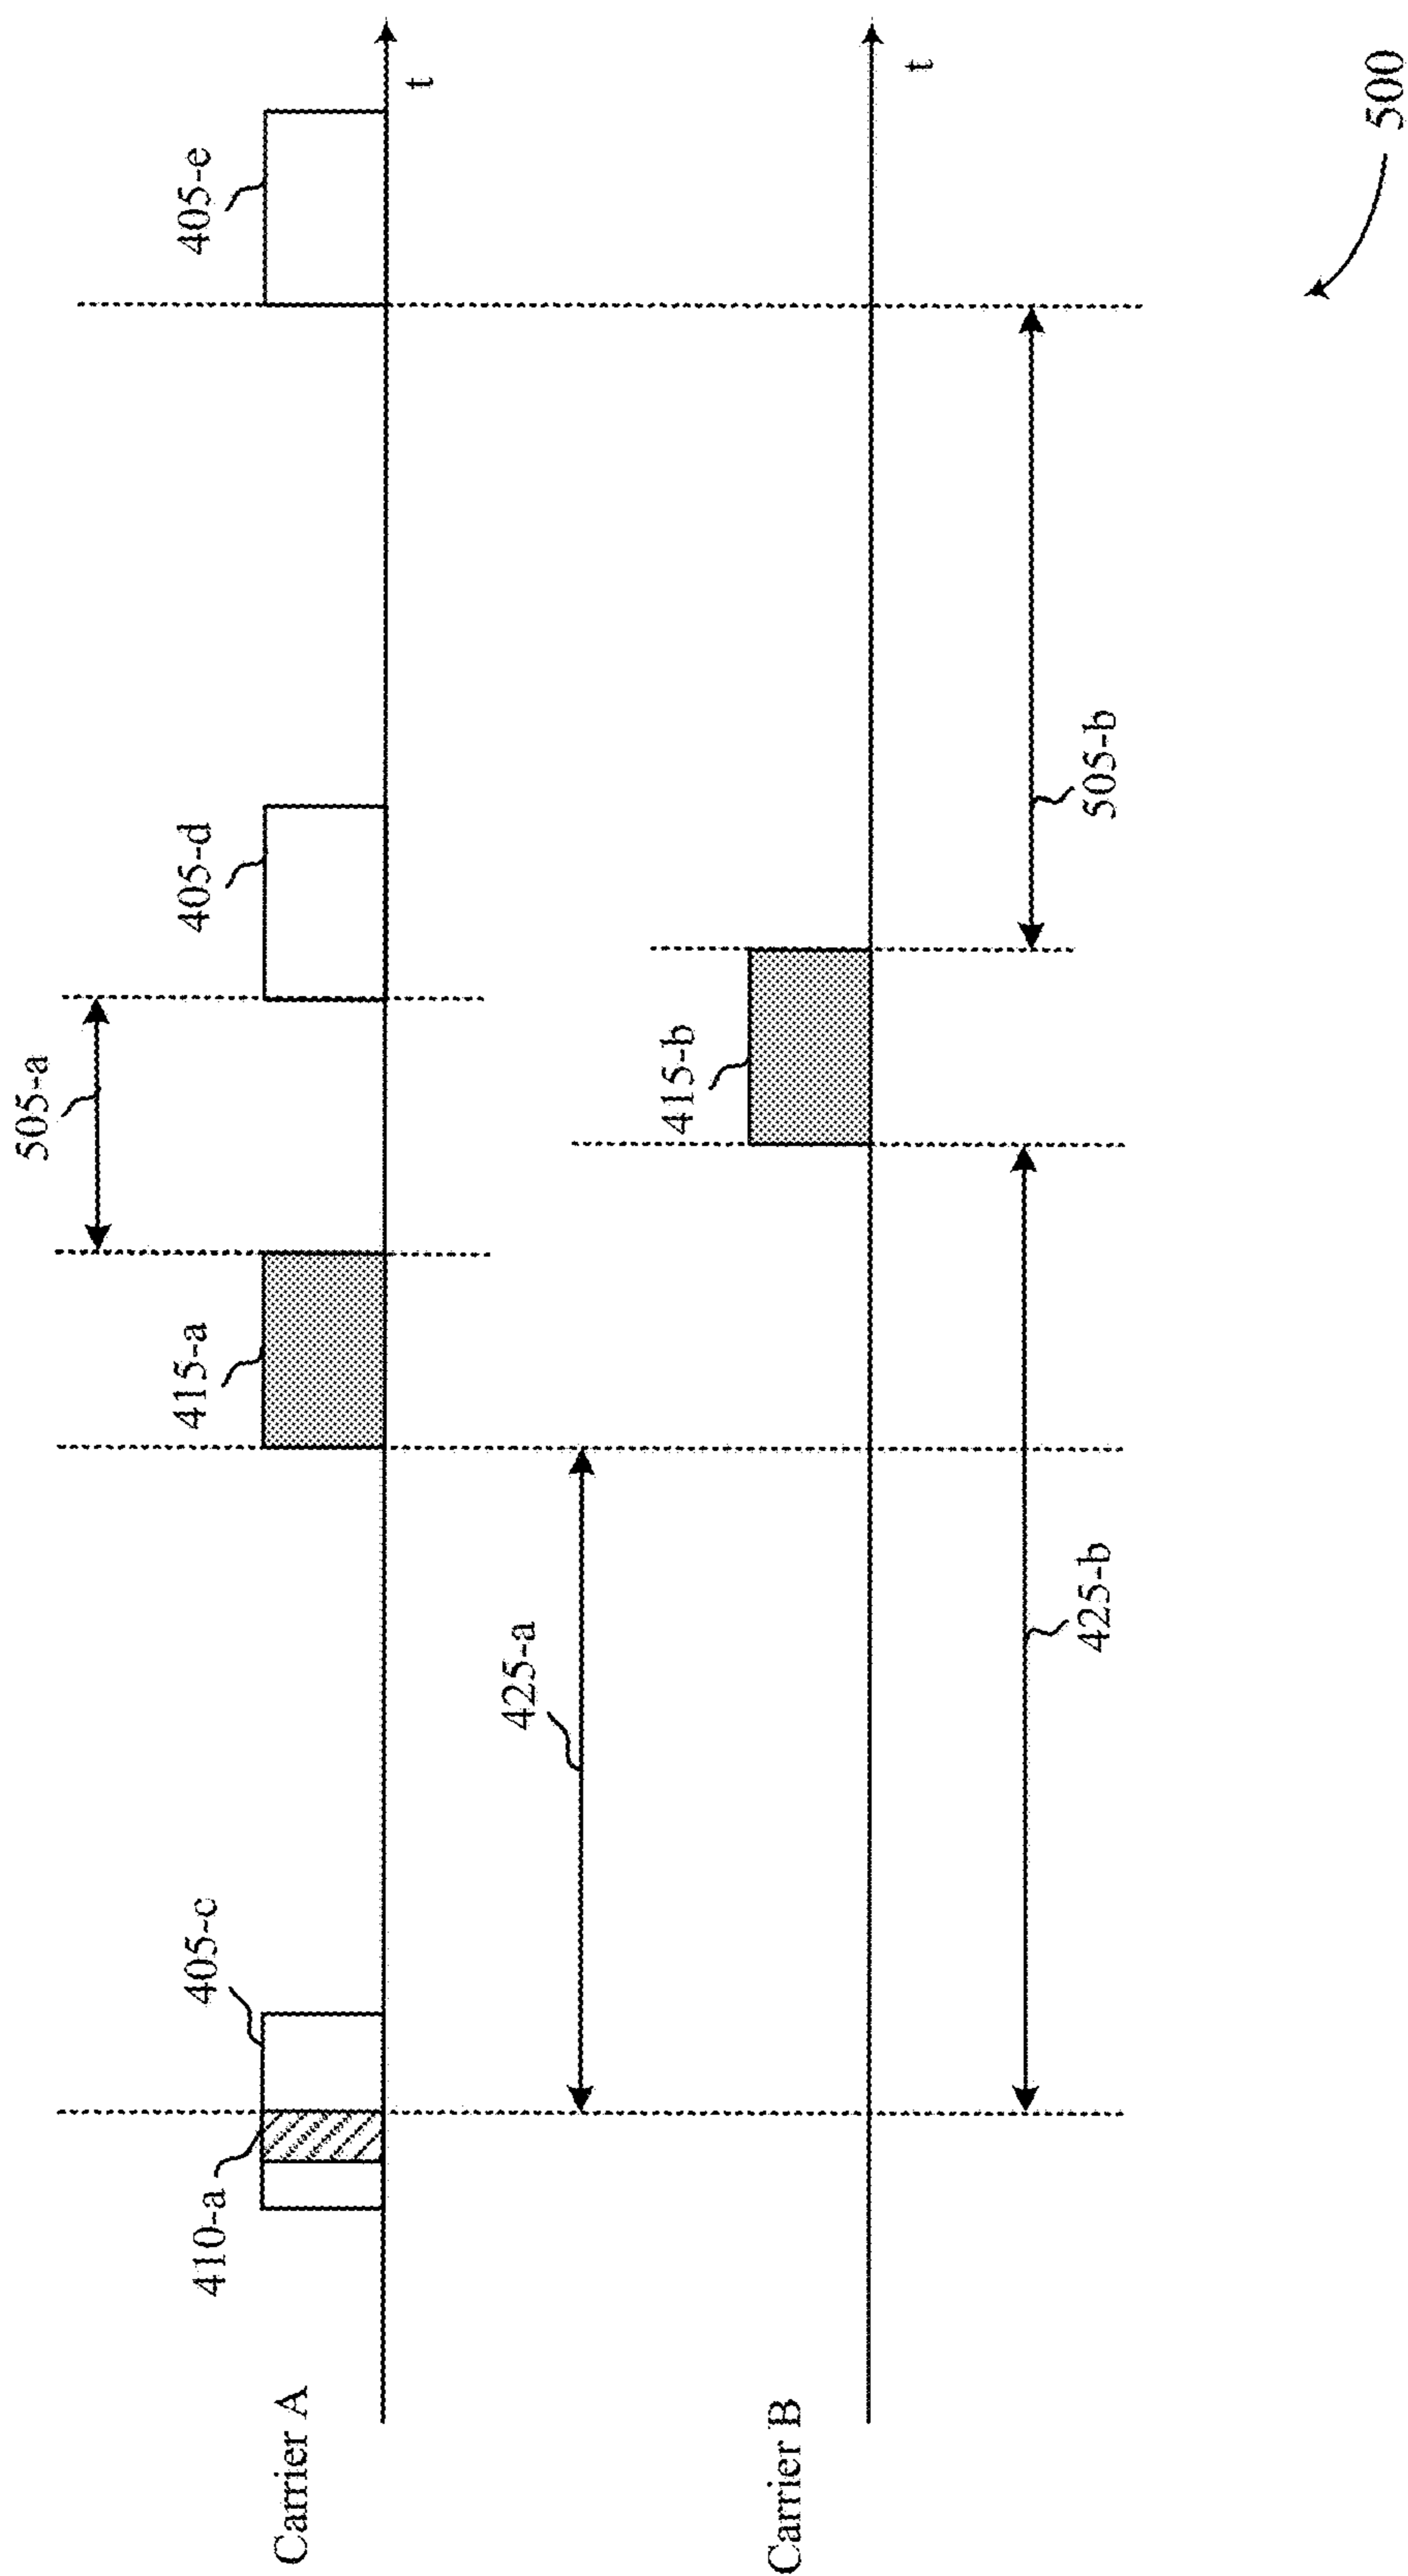 505-a
410-a
405-c
415-a
405-d
405-e
Carrier A
t
425-a
415-b
Carrier B
t
425-b
505-b
500